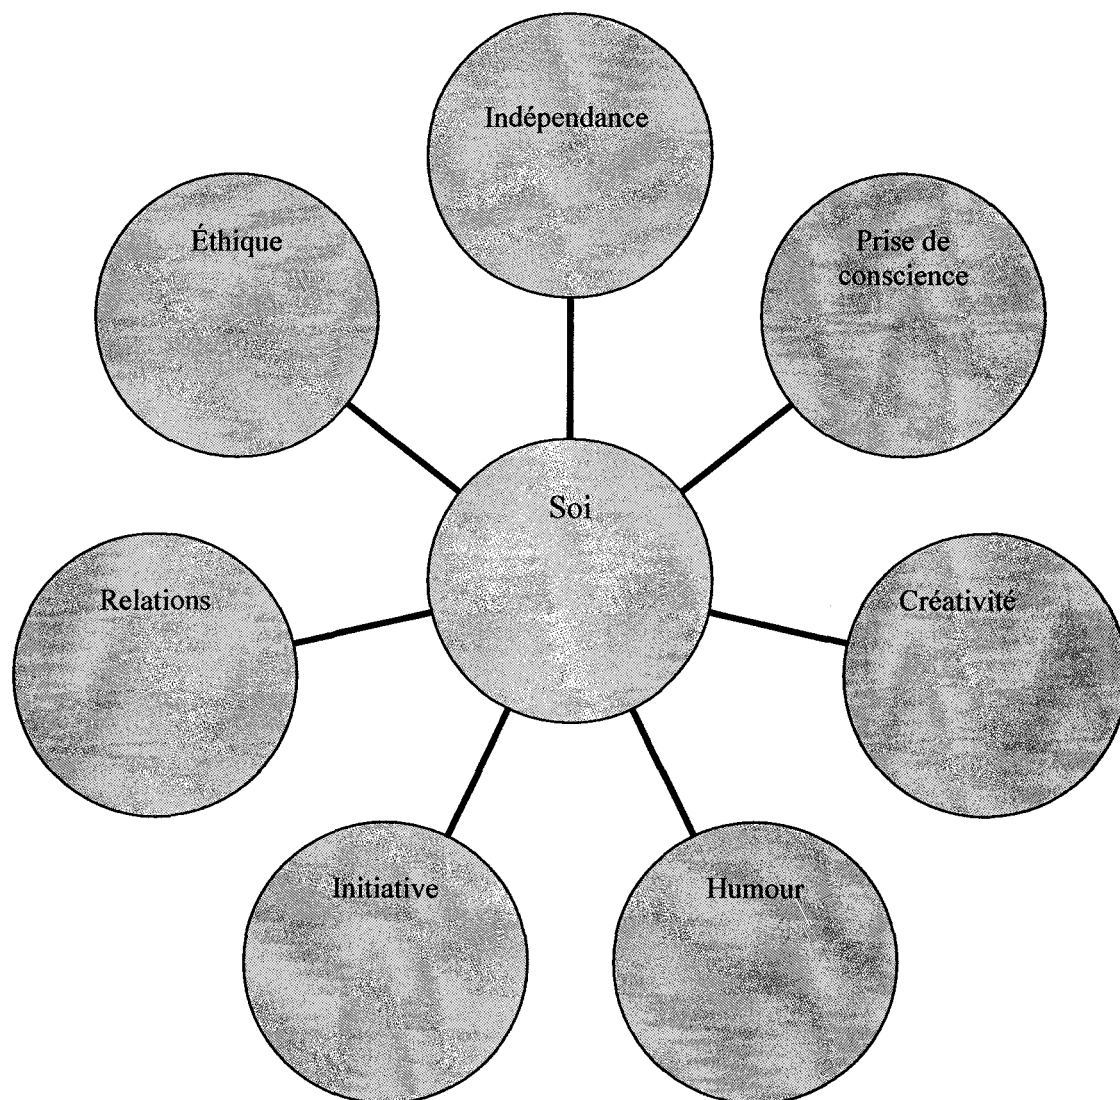 Indépendance
Éthique
Prise de
conscience
Soi
Relations
Créativité
Initiative
Humour